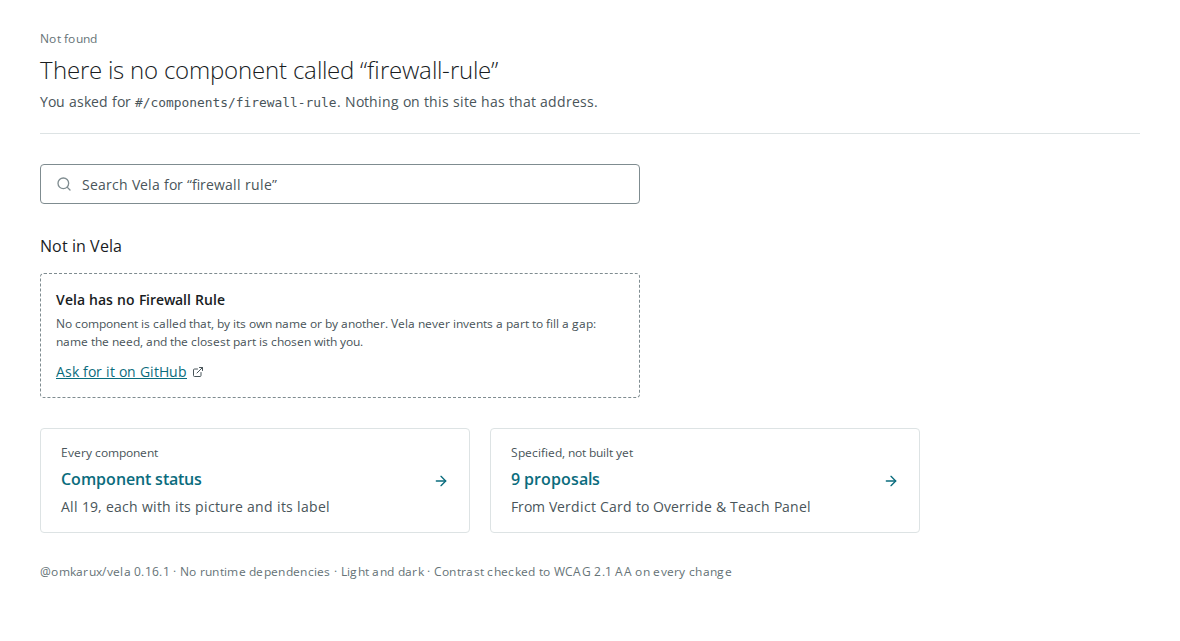 Not found
There is no component called “firewall-rule”
You asked for #/components/firewall-rule. Nothing on this site has that address.
Search Vela for “firewall rule”
Not in Vela
Vela has no Firewall Rule
No component is called that, by its own name or by another. Vela never invents a part to fill a gap:
name the need, and the closest part is chosen with you.
Ask for it on GitHub
Every component
Component status
All 19, each with its picture and its label
Specified, not built yet
9 proposals
From Verdict Card to Override & Teach Panel
@omkarux/vela 0.16.1 · No runtime dependencies · Light and dark · Contrast checked to WCAG 2.1 AA on every change